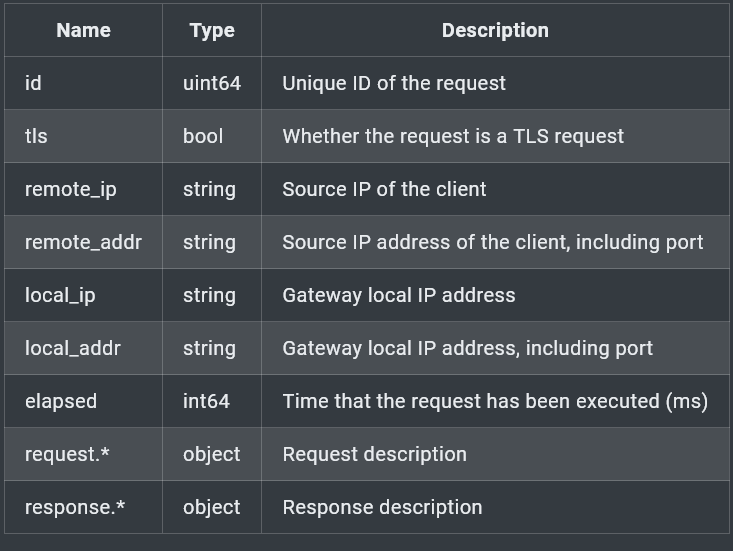 Name Type Description
id uint64 Unique ID of the request
tls bool Whether the request is a TLS request
remote_ip string Source IP of the client
remote_addr string Source IP address of the client, including port
local_ip string Gateway local IP address
local_addr string Gateway local IP address, including port
elapsed int64 Time that the request has been executed (ms)
request.* object Request description
response.* object Response description